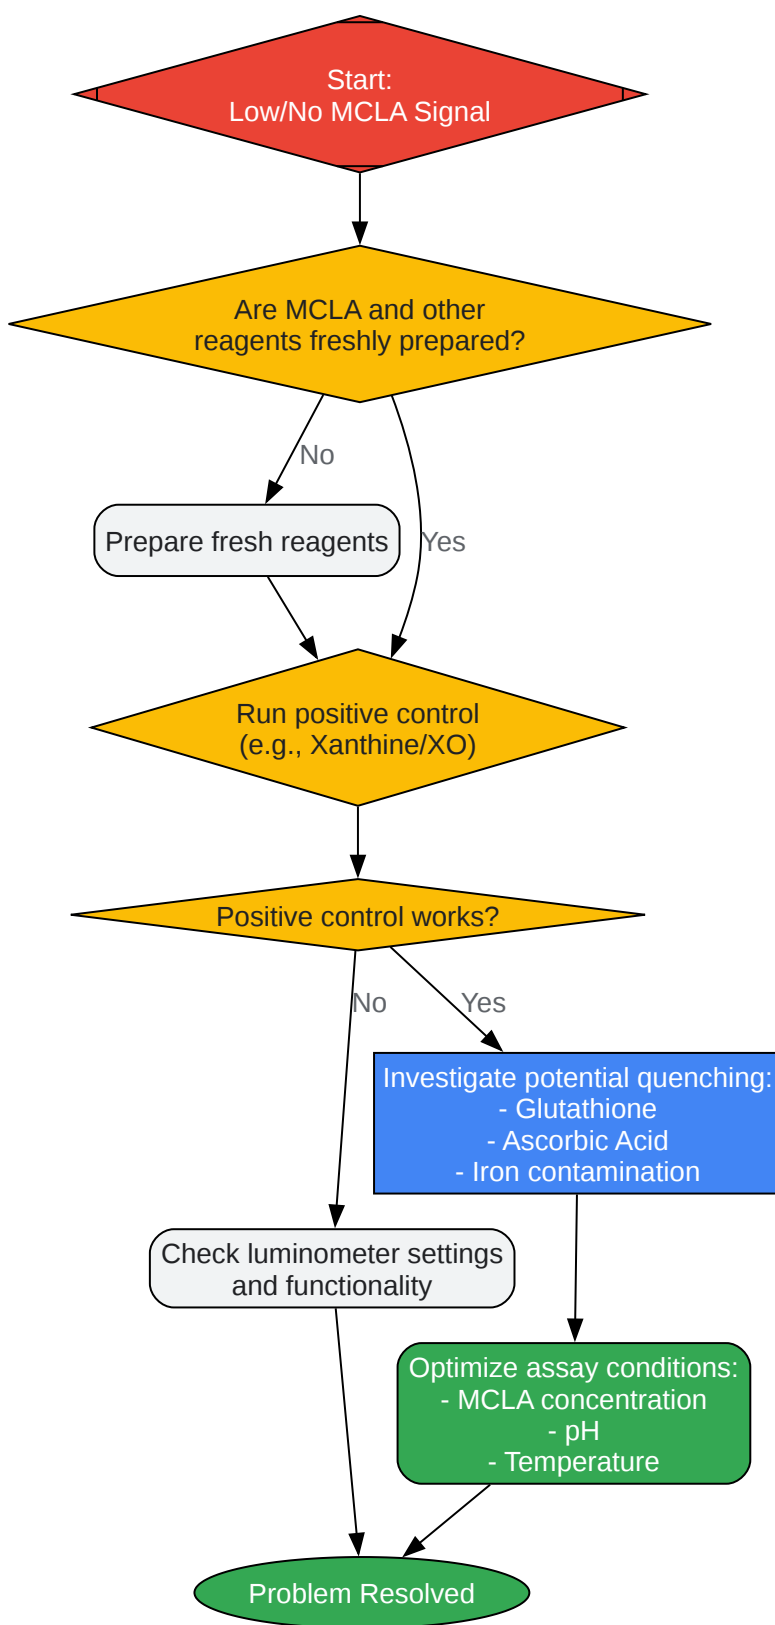 Start:
Low/No MCLA Signal
Are MCLA and other
reagents freshly prepared?
No
Prepare fresh reagents
Yes
Run positive control
(e.g., Xanthine/XO)
Positive control works?
No
Yes
Investigate potential quenching:
- Glutathione
- Ascorbic Acid
- Iron contamination
Check luminometer settings
and functionality
Optimize assay conditions:
- MCLA concentration
- pH
- Temperature
Problem Resolved